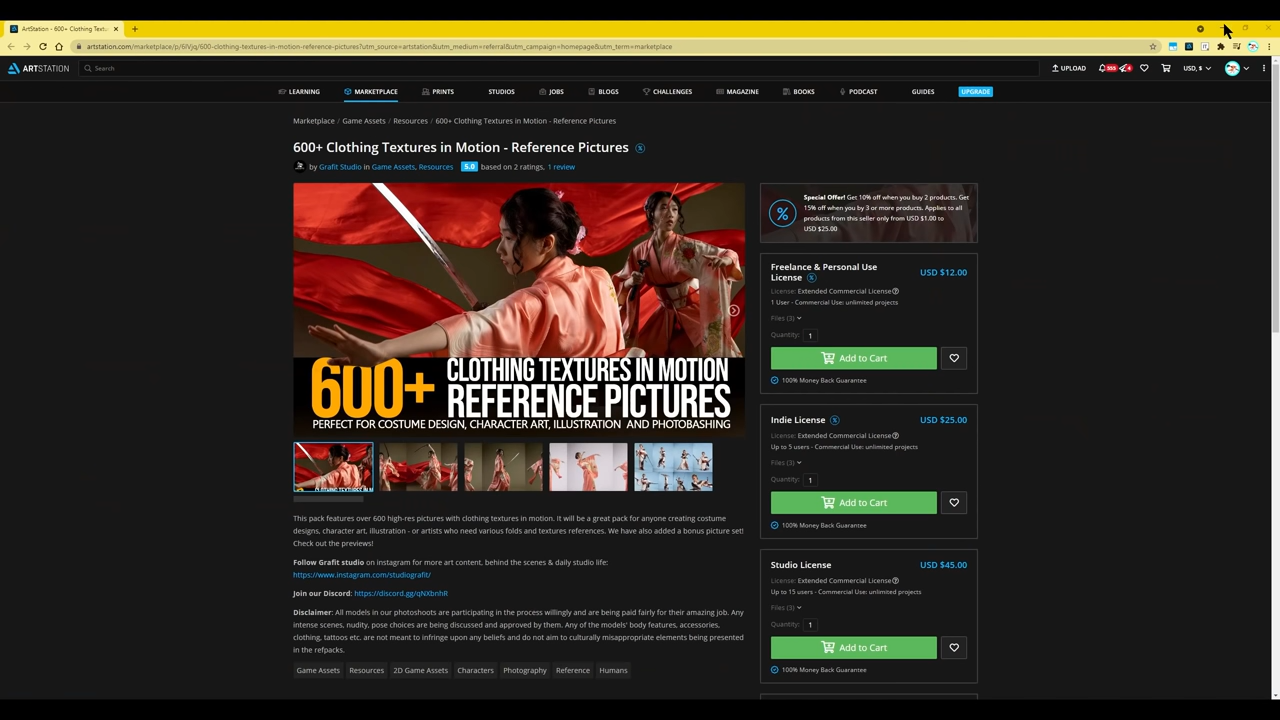 ArtStation - 600+ Clothing Textu
artstation.com/marketplace/p/6lVjq/600-clothing-textures-in-motion-reference-pictures?utm_source=artstation&utm_medium=referral&utm_campaign=homepage&utm_term=marketplace
ARTSTATION
Search
UPLOAD
USD, $
LEARNING
MARKETPLACE
PRINTS
STUDIOS
JOBS
BLOGS
CHALLENGES
MAGAZINE
BOOKS
PODCAST
GUIDES
UPGRADE
Marketplace / Game Assets / Resources / 600+ Clothing Textures in Motion - Reference Pictures
600+ Clothing Textures in Motion - Reference Pictures
by Grafit Studio in Game Assets, Resources 5.0 based on 2 ratings, 1 review
600+ CLOTHING TEXTURES IN MOTION
REFERENCE PICTURES
PERFECT FOR COSTUME DESIGN, CHARACTER ART, ILLUSTRATION AND PHOTOBASHING
This pack features over 600 high-res pictures with clothing textures in motion. It will be a great pack for anyone creating costume
designs, character art, illustration - or artists who need various folds and textures references. We have also added a bonus picture set!
Check out the previews!
Follow Grafit studio on instagram for more art content, behind the scenes & daily studio life:
https://www.instagram.com/studiografit/
Join our Discord: https://discord.gg/qNXbnhR
Disclaimer: All models in our photoshoots are participating in the process willingly and are being paid fairly for their amazing job. Any
intense scenes, nudity, pose choices are being discussed and approved by them. Any of the models' body features, accessories,
clothing, tattoos etc. are not meant to infringe upon any beliefs and do not aim to culturally misappropriate elements being presented
in the refpacks.
Game Assets
Resources
2D Game Assets
Characters
Photography
Reference
Humans
Special Offer! Get 10% off when you buy 2 products. Get
15% off when you by 3 or more products. Applies to all
products from this seller only from USD $1.00 to
USD $25.00
Freelance & Personal Use
License
USD $12.00
License: Extended Commercial License
1 User - Commercial Use: unlimited projects
Files (3)
Quantity: 1
Add to Cart
100% Money Back Guarantee
Indie License
USD $25.00
License: Extended Commercial License
Up to 5 users - Commercial Use: unlimited projects
Files (3)
Quantity: 1
Add to Cart
100% Money Back Guarantee
Studio License
USD $45.00
License: Extended Commercial License
Up to 15 users - Commercial Use: unlimited projects
Files (3)
Quantity: 1
Add to Cart
100% Money Back Guarantee